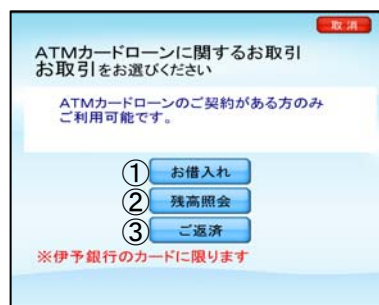 取消
ATMカードローンに関するお取引
お取引をお選びください
ATMカードローンのご契約がある方のみ
ご利用可能です。
① お借入れ
② 残高照会
③ ご返済
※伊予銀行のカードに限ります